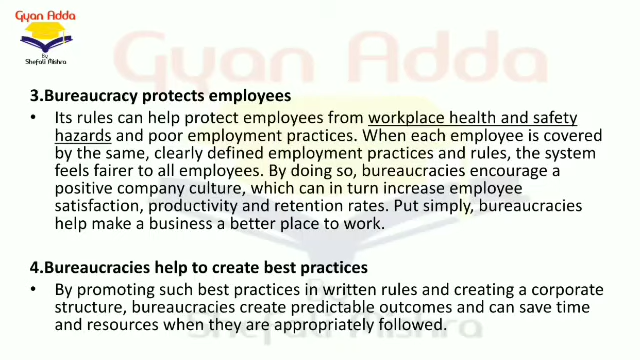 Gyan Adda
By
Shefali Mishra
Gyan Adda
3.Bureaucracy protects employees
• Its rules can help protect employees from workplace health and safety
hazards and poor employment practices. When each employee is covered
by the same, clearly defined employment practices and rules, the system
feels fairer to all employees. By doing so, bureaucracies encourage a
positive company culture, which can in turn increase employee
satisfaction, productivity and retention rates. Put simply, bureaucracies
help make a business a better place to work.
4.Bureaucracies help to create best practices
• By promoting such best practices in written rules and creating a corporate
structure, bureaucracies create predictable outcomes and can save time
and resources when they are appropriately followed.
By
Shefali Mishra